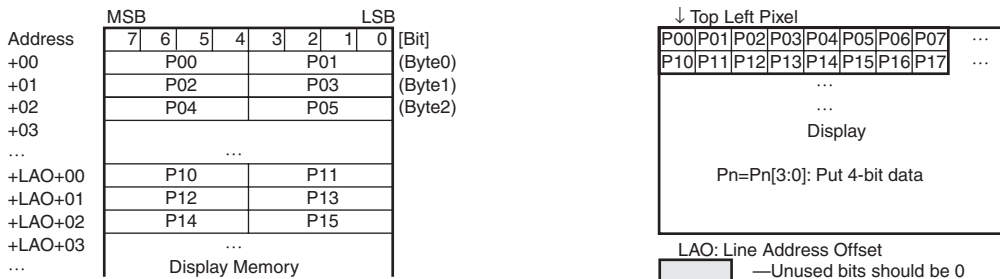 MSB LSB
Address 7 6 5 4 3 2 1 0 [Bit]
+00 P00 P01 (Byte0)
+01 P02 P03 (Byte1)
+02 P04 P05 (Byte2)
+03
… …
+LAO+00 P10 P11
+LAO+01 P12 P13
+LAO+02 P14 P15
+LAO+03 …
… Display Memory
↓ Top Left Pixel
P00 P01 P02 P03 P04 P05 P06 P07 …
P10 P11 P12 P13 P14 P15 P16 P17 …
…
…
Display
Pn=Pn[3:0]: Put 4-bit data
LAO: Line Address Offset
—Unused bits should be 0